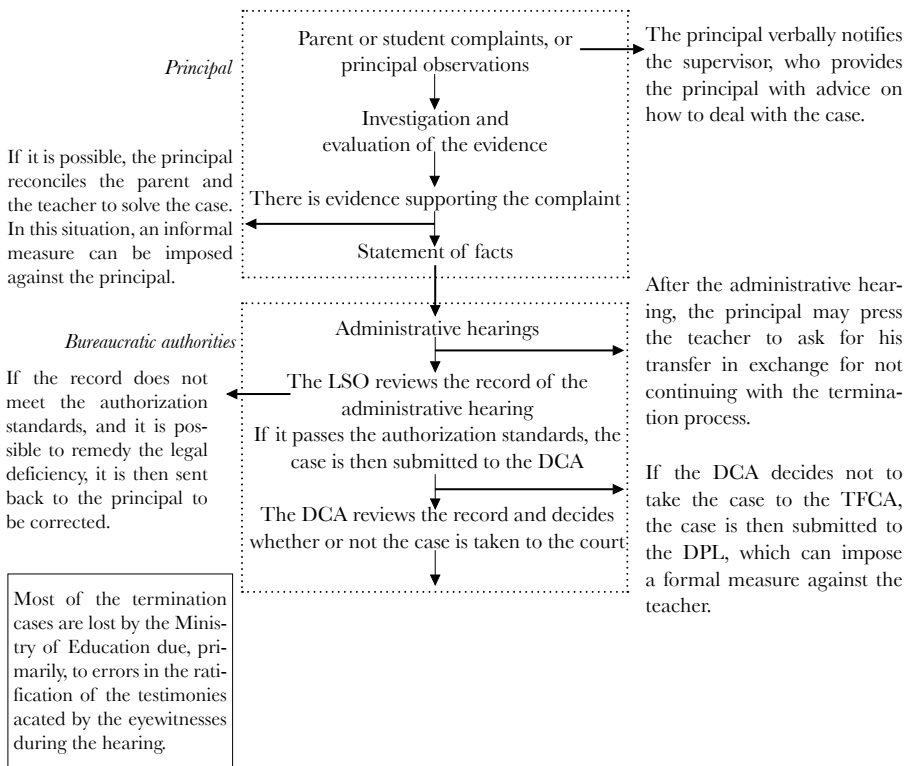 Parent or student complaints, or
principal observations
The principal verbally notifies
the supervisor, who provides
the principal with advice on
how to deal with the case.
Principal
Investigation and
evaluation of the evidence
If it is possible, the principal
reconciles the parent and
the teacher to solve the case.
In this situation, an informal
measure can be imposed
against the principal.
There is evidence supporting the complaint
Statement of facts
After the administrative hear-
ing, the principal may press
the teacher to ask for his
transfer in exchange for not
continuing with the termina-
tion process.
Administrative hearings
Bureaucratic authorities
If the record does not
meet the authorization
standards, and it is pos-
sible to remedy the legal
deficiency, it is then sent
back to the principal to
be corrected.
The LSO reviews the record of the
administrative hearing
If it passes the authorization standards, the
case is then submitted to the DCA
If the DCA decides not to
take the case to the TFCA,
the case is then submitted to
the DPL, which can impose
a formal measure against the
teacher.
The DCA reviews the record and decides
whether or not the case is taken to the court
Most of the termination
cases are lost by the Minis-
try of Education due, pri-
marily, to errors in the rati-
fication of the testimonies
acated by the eyewitnesses
during the hearing.